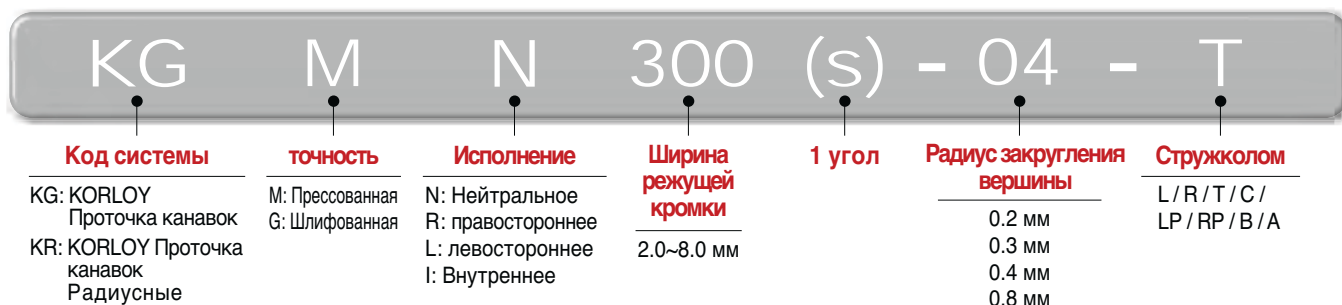 KG M N 300 (s) - 04 - T
Код системы
KG: KORLOY
Проточка канавок
KR: KORLOY Проточка
канавок
Радиусные
точность
M: Прессованная
G: Шлифованная
Исполнение
N: Нейтральное
R: правостороннее
L: левостороннее
I: Внутреннее
Ширина
режущей
кромки
2.0~8.0 мм
1 угол
Радиус закругления
вершины
0.2 мм
0.3 мм
0.4 мм
0.8 мм
Стружколом
L / R / T / C /
LP / RP / B / A